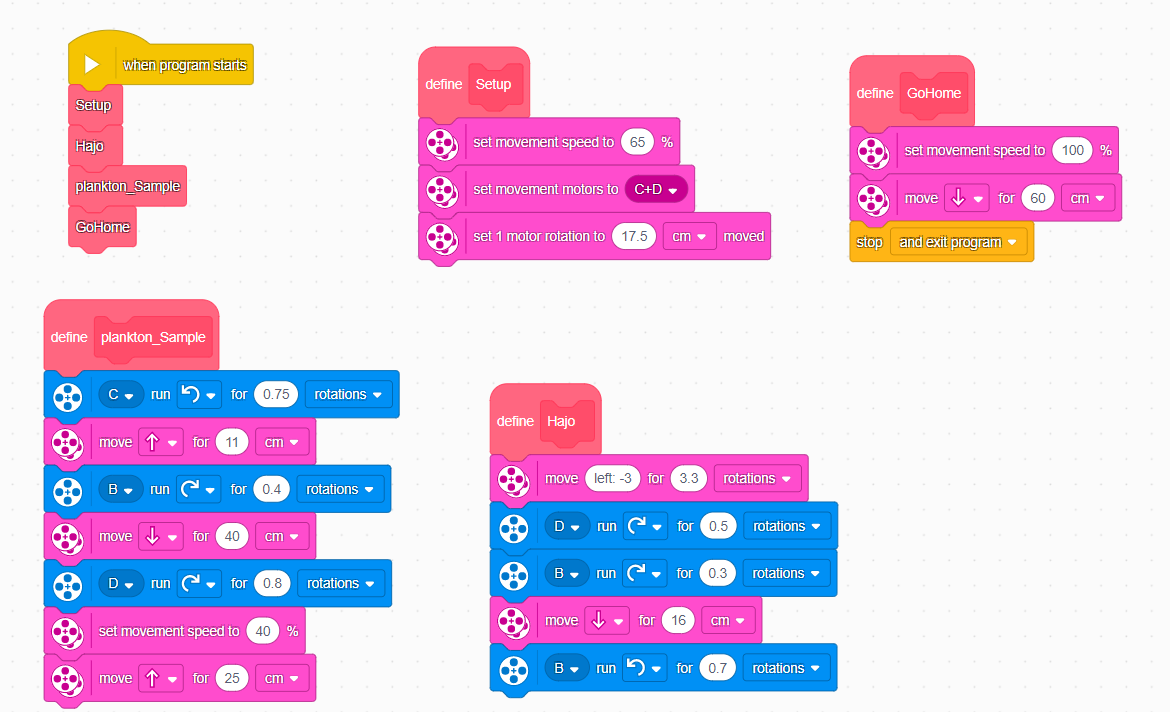 when program starts
Setup
Hajo
plankton_Sample
GoHome
define Setup
set movement speed to 65 %
set movement motors to C+D
set 1 motor rotation to 17.5 cm moved
define GoHome
set movement speed to 100 %
move for 60 cm
stop and exit program
define plankton_Sample
C run for 0.75 rotations
move for 11 cm
B run for 0.4 rotations
move for 40 cm
D run for 0.8 rotations
set movement speed to 40 %
move for 25 cm
define Hajo
move left: -3 for 3.3 rotations
D run for 0.5 rotations
B run for 0.3 rotations
move for 16 cm
B run for 0.7 rotations